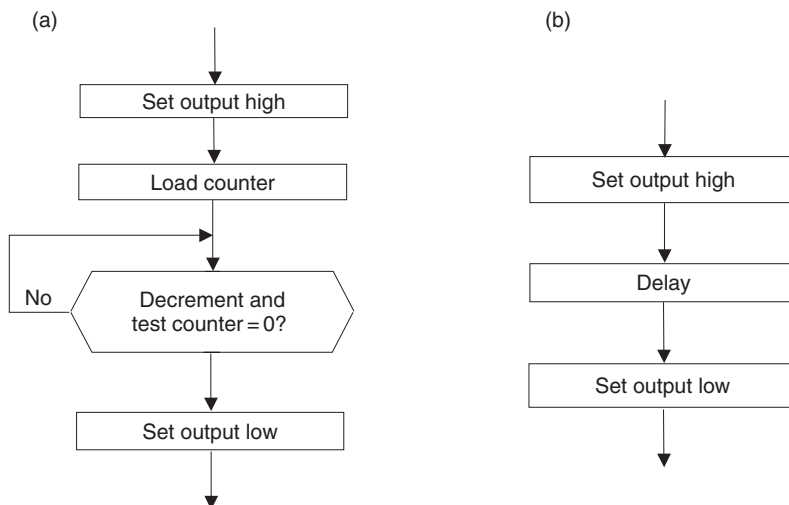 (a)
Set output high
Load counter
No
Decrement and
test counter = 0?
Set output low
(b)
Set output high
Delay
Set output low